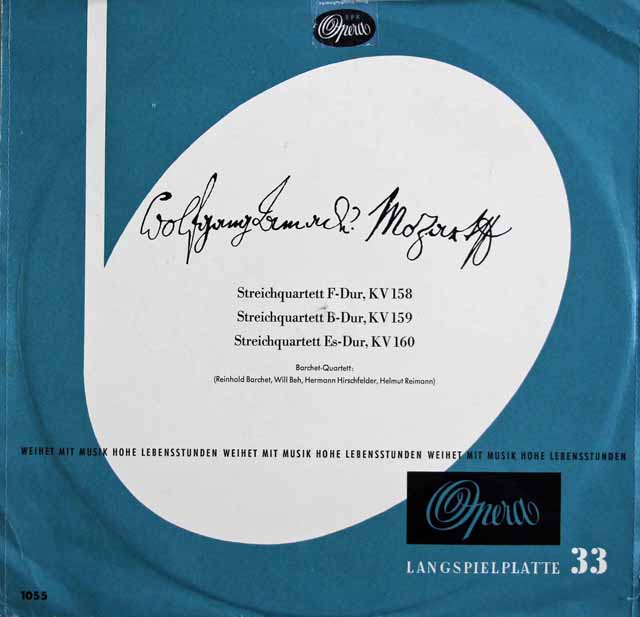 EPK
Opera
Wolfgang Amadé Mozart
Streichquartett F-Dur, KV 158
Streichquartett B-Dur, KV 159
Streichquartett Es-Dur, KV 160
Barchet-Quartett:
(Reinhold Barchet, Will Beh, Hermann Hirschfelder, Helmut Reimann)
WEIHET MIT MUSIK HOHE LEBENSSTUNDEN WEIHET MIT MUSIK HOHE LEBENSSTUNDEN WEIHET MIT MUSIK HOHE LEBENSSTUNDEN
Opera
LANGSPIELPLATTE 33
1055